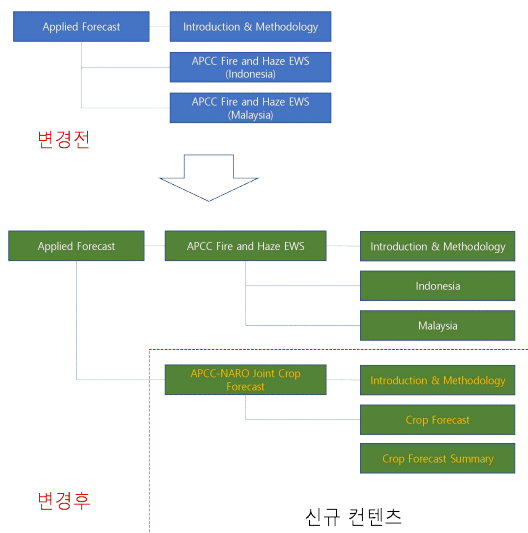 Applied Forecast
Introduction & Methodology
APCC Fire and Haze EWS
(Indonesia)
APCC Fire and Haze EWS
(Malaysia)
변경전
Applied Forecast
APCC Fire and Haze EWS
Introduction & Methodology
Indonesia
Malaysia
APCC-NARO Joint Crop
Forecast
Introduction & Methodology
Crop Forecast
Crop Forecast Summary
변경후
신규 컨텐츠